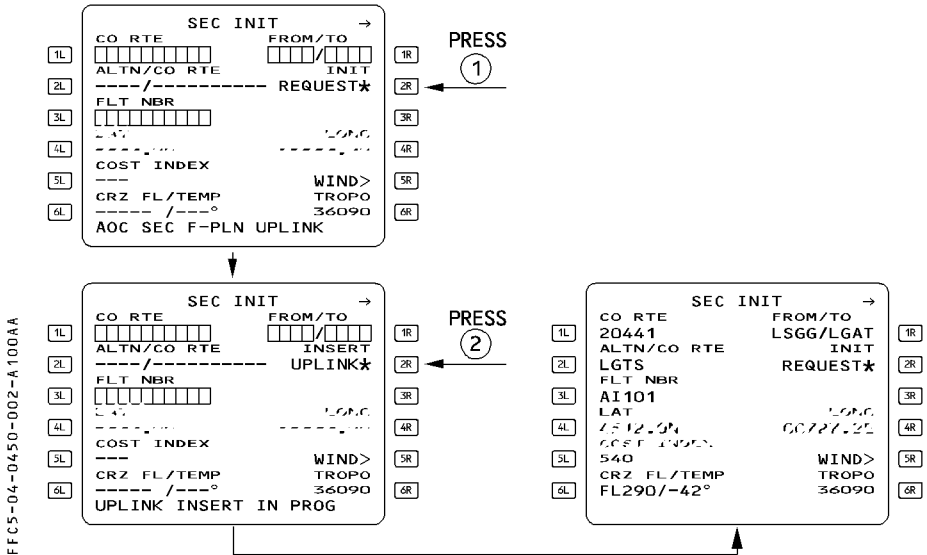 SEC INIT →
CO RTE FROM/TO
1L 1R
ALTN/CO RTE INIT
2L ----/---------- REQUEST* 2R
FLT NBR
3L 3R
LONG
4L 4R
COST INDEX
5L --- WIND> 5R
CRZ FL/TEMP TROPO
6L ----- /---° 36090 6R
AOC SEC F-PLN UPLINK
PRESS
1
SEC INIT →
CO RTE FROM/TO
1L 1R
ALTN/CO RTE INSERT
2L ----/---------- UPLINK* 2R
FLT NBR
3L 3R
LONG
4L 4R
COST INDEX
5L --- WIND> 5R
CRZ FL/TEMP TROPO
6L ----- /---° 36090 6R
UPLINK INSERT IN PROG
PRESS
2
SEC INIT →
CO RTE FROM/TO
1L 20441 LSGG/LGAT 1R
ALTN/CO RTE INIT
2L LGTS REQUEST* 2R
FLT NBR
3L AI101 3R
LAT LONG
4L 4R
COST INDEX
5L 540 WIND> 5R
CRZ FL/TEMP TROPO
6L FL290/-42° 36090 6R
FFC5-04-0450-002-A100AA